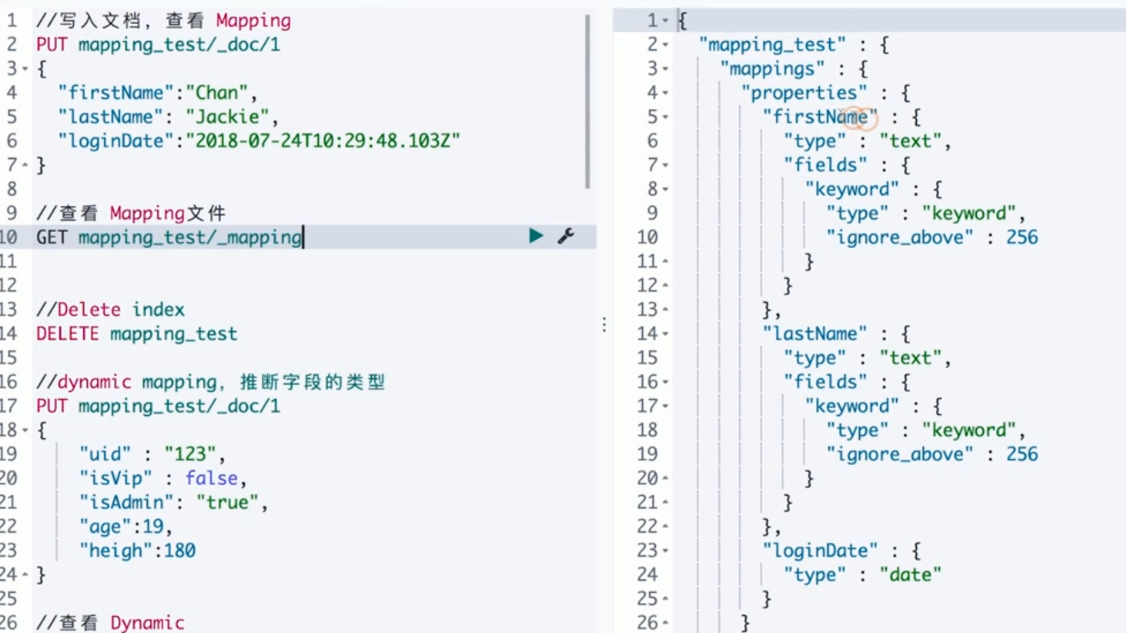 1 //写入文档，查看 Mapping
2 PUT mapping_test/_doc/1
3 {
4 "firstName":"Chan",
5 "lastName": "Jackie",
6 "loginDate":"2018-07-24T10:29:48.103Z"
7 }
8
9 //查看 Mapping文件
10 GET mapping_test/_mapping
11
12
13 //Delete index
14 DELETE mapping_test
15
16 //dynamic mapping，推断字段的类型
17 PUT mapping_test/_doc/1
18 {
19 "uid" : "123",
20 "isVip" : false,
21 "isAdmin": "true",
22 "age":19,
23 "heigh":180
24 }
25
26 //查看 Dynamic
1 {
2 "mapping_test" : {
3 "mappings" : {
4 "properties" : {
5 "firstName" : {
6 "type" : "text",
7 "fields" : {
8 "keyword" : {
9 "type" : "keyword",
10 "ignore_above" : 256
11 }
12 }
13 },
14 "lastName" : {
15 "type" : "text",
16 "fields" : {
17 "keyword" : {
18 "type" : "keyword",
19 "ignore_above" : 256
20 }
21 }
22 },
23 "loginDate" : {
24 "type" : "date"
25 }
26 }